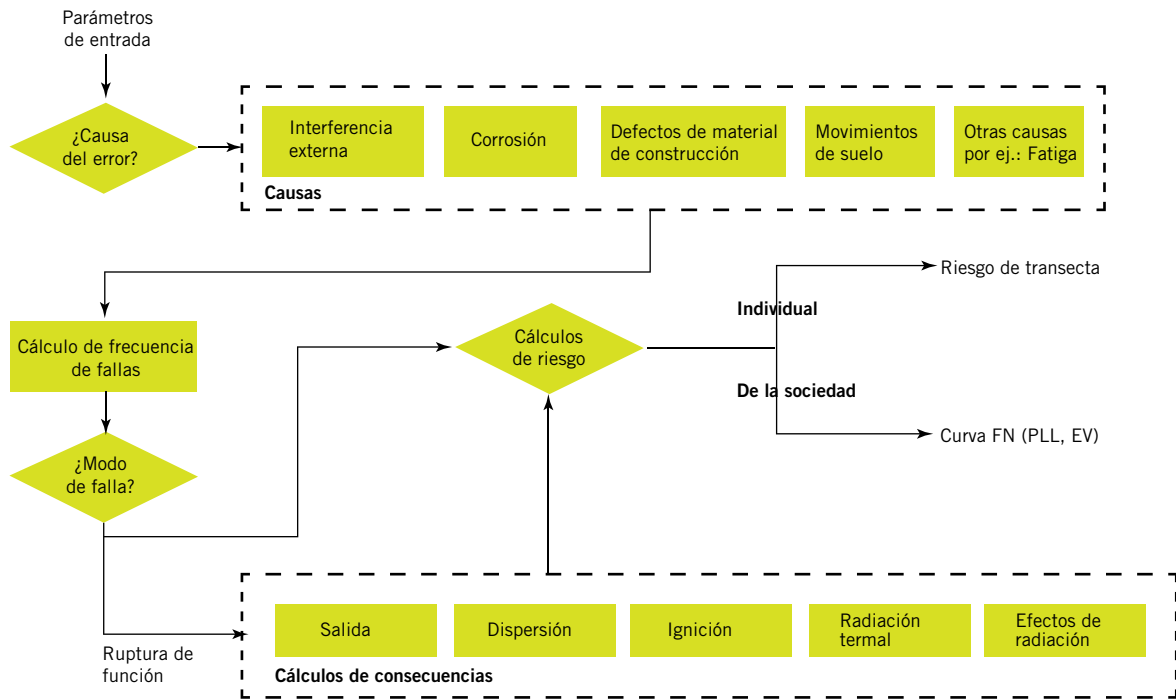 Parámetros
de entrada
¿Causa
del error?
Interferencia
externa
Corrosión
Defectos de material
de construcción
Movimientos
de suelo
Otras causas
por ej.: Fatiga
Causas
Riesgo de transecta
Individual
Cálculo de frecuencia
de fallas
Cálculos
de riesgo
De la sociedad
Curva FN (PLL, EV)
¿Modo
de falla?
Ruptura de
función
Salida
Dispersión
Ignición
Radiación
termal
Efectos de
radiación
Cálculos de consecuencias